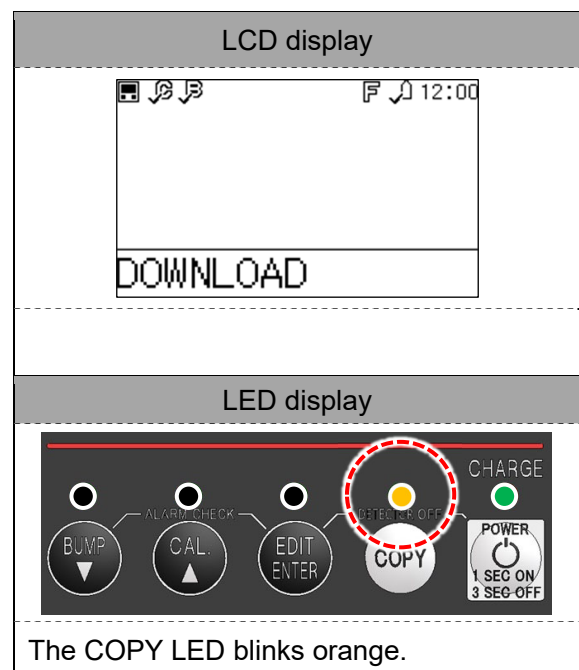 LCD display
F 12:00
DOWNLOAD
LED display
CHARGE
ALARM CHECK
DETECTER OFF
BUMP
CAL.
EDIT
ENTER
COPY
POWER
1 SEC ON
3 SEC OFF
The COPY LED blinks orange.